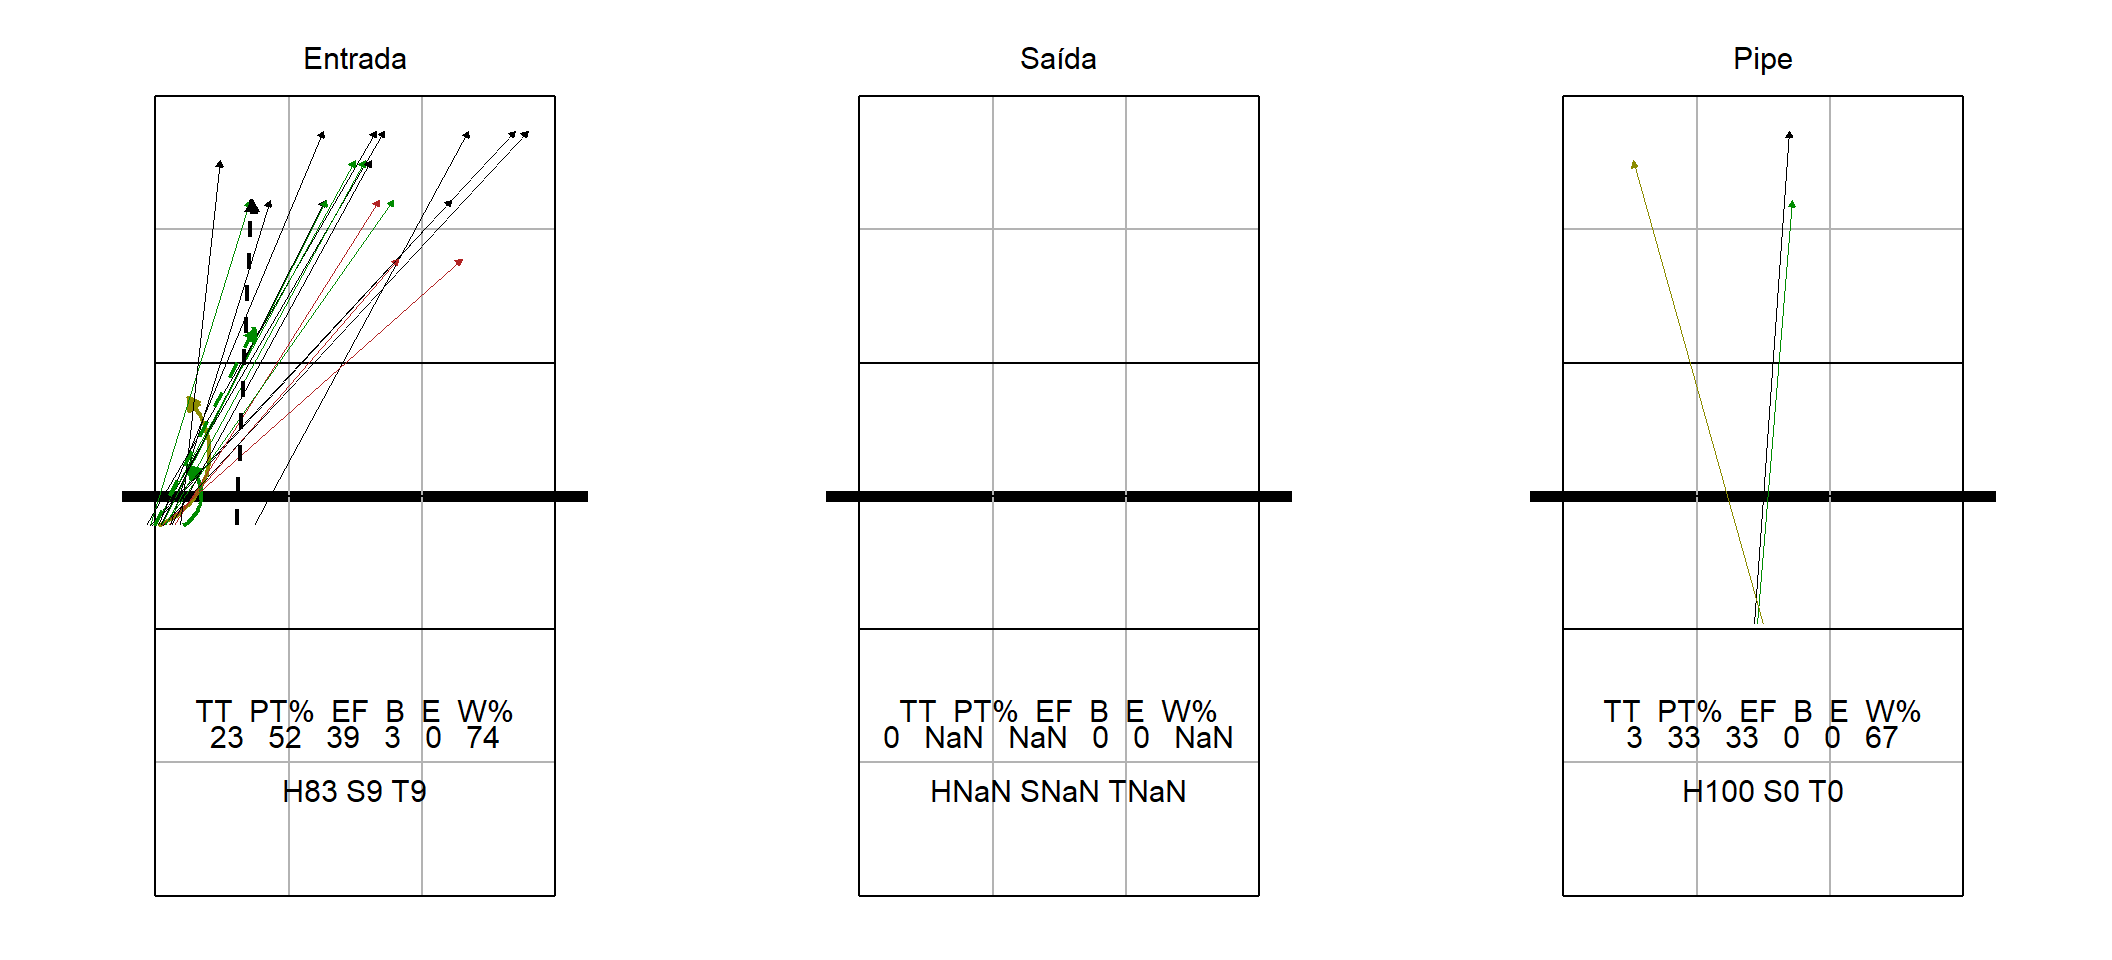 Entrada
TT PT% EF B E W%
23 52 39 3 0 74
H83 S9 T9
Saída
TT PT% EF B E W%
0 NaN NaN 0 0 NaN
HNaN SNaN TNaN
Pipe
TT PT% EF B E W%
3 33 33 0 0 67
H100 S0 T0